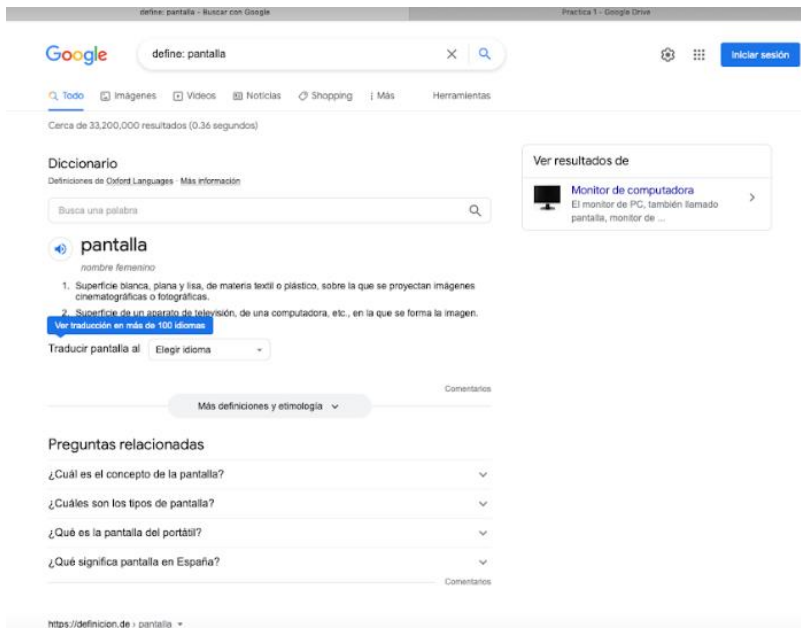 define: pantalla - Buscar con Google
Practica 1 - Google Drive
Google
define: pantalla
Iniciar sesión
Todo Imágenes Videos Noticias Shopping Más Herramientas
Cerca de 33,200,000 resultados (0.36 segundos)
Diccionario
Definiciones de Oxford Languages · Más información
Busca una palabra
pantalla
nombre femenino
1. Superficie blanca, plana y lisa, de materia textil o plástico, sobre la que se proyectan imágenes
cinematográficas o fotográficas.
2. Superficie de un aparato de televisión, de una computadora, etc., en la que se forma la imagen.
Ver traducción en más de 100 idiomas
Traducir pantalla al Elegir idioma
Comentarios
Más definiciones y etimología
Preguntas relacionadas
¿Cuál es el concepto de la pantalla?
¿Cuáles son los tipos de pantalla?
¿Qué es la pantalla del portátil?
¿Qué significa pantalla en España?
Comentarios
https://definicion.de › pantalla
Ver resultados de
Monitor de computadora
El monitor de PC, también llamado
pantalla, monitor de ...